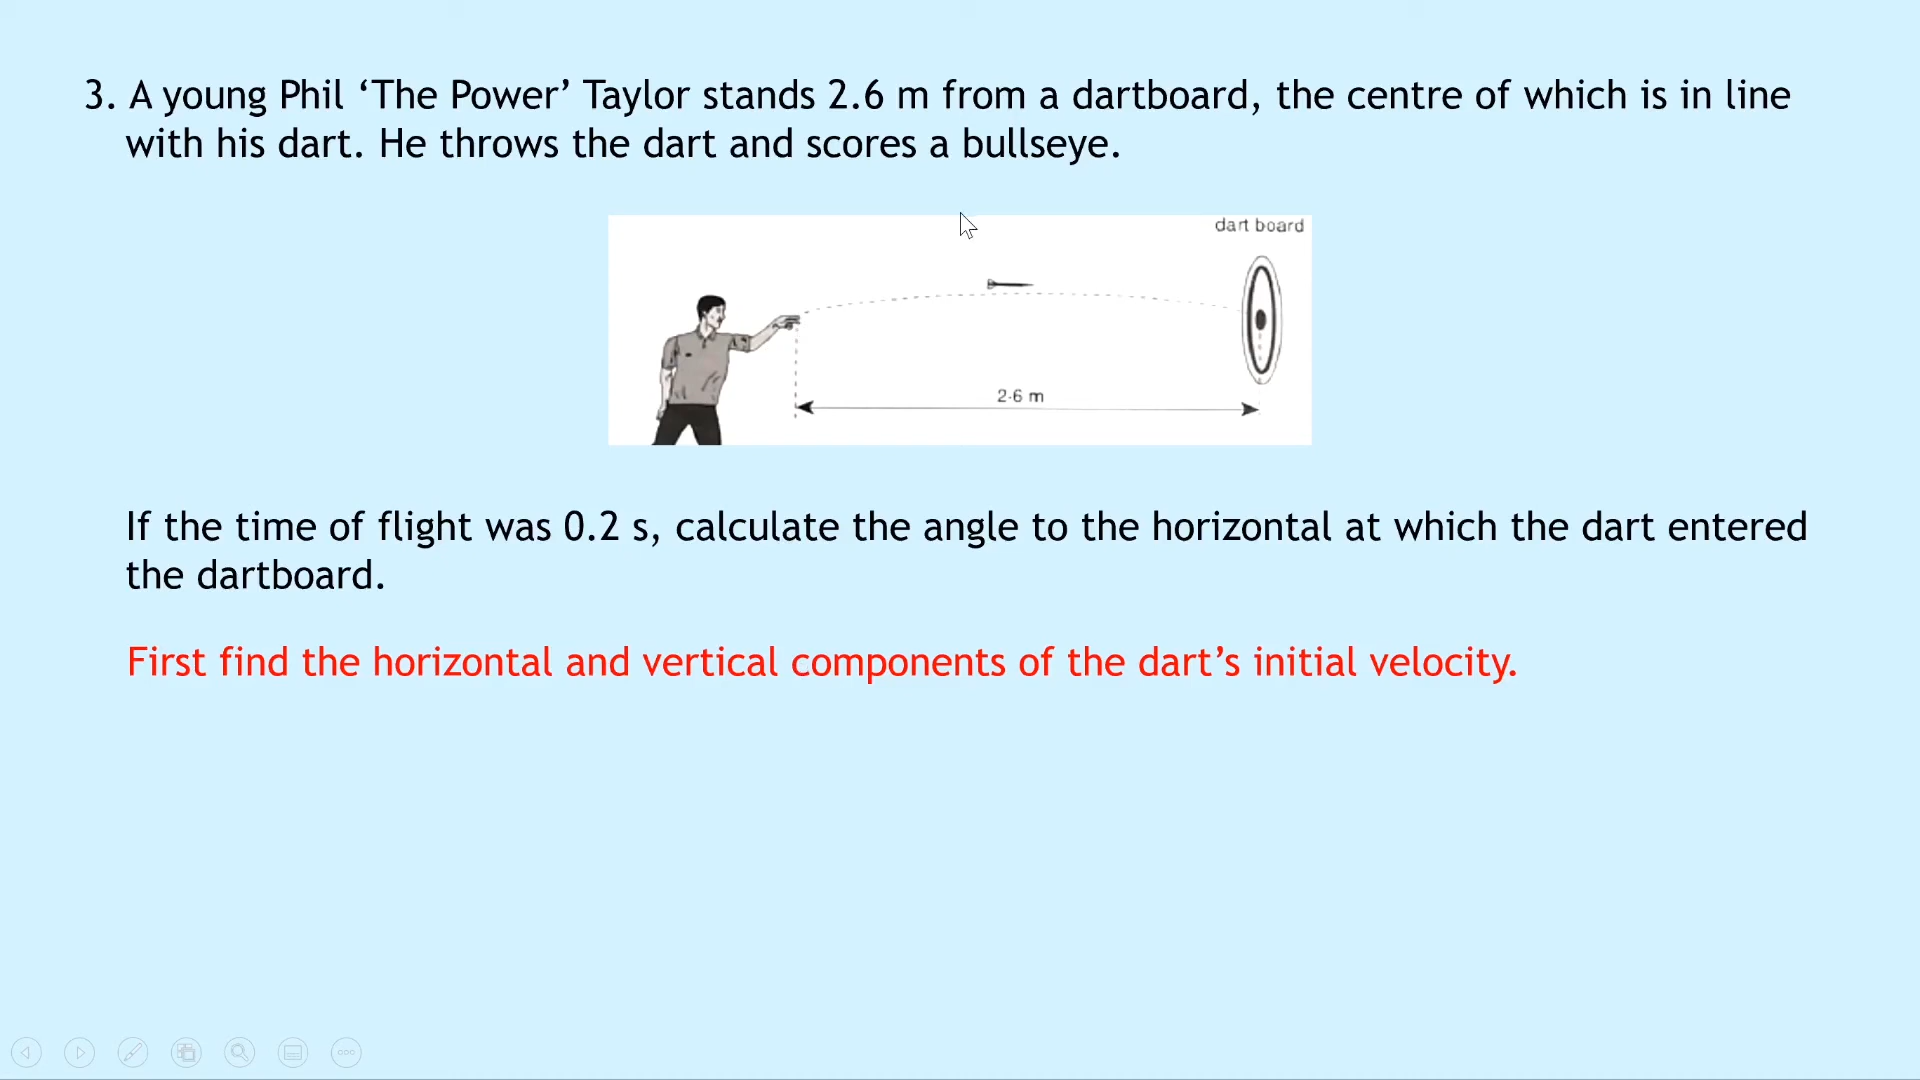 3. A young Phil ‘The Power’ Taylor stands 2.6 m from a dartboard, the centre of which is in line
with his dart. He throws the dart and scores a bullseye.
dart board
2·6 m
If the time of flight was 0.2 s, calculate the angle to the horizontal at which the dart entered
the dartboard.
First find the horizontal and vertical components of the dart’s initial velocity.